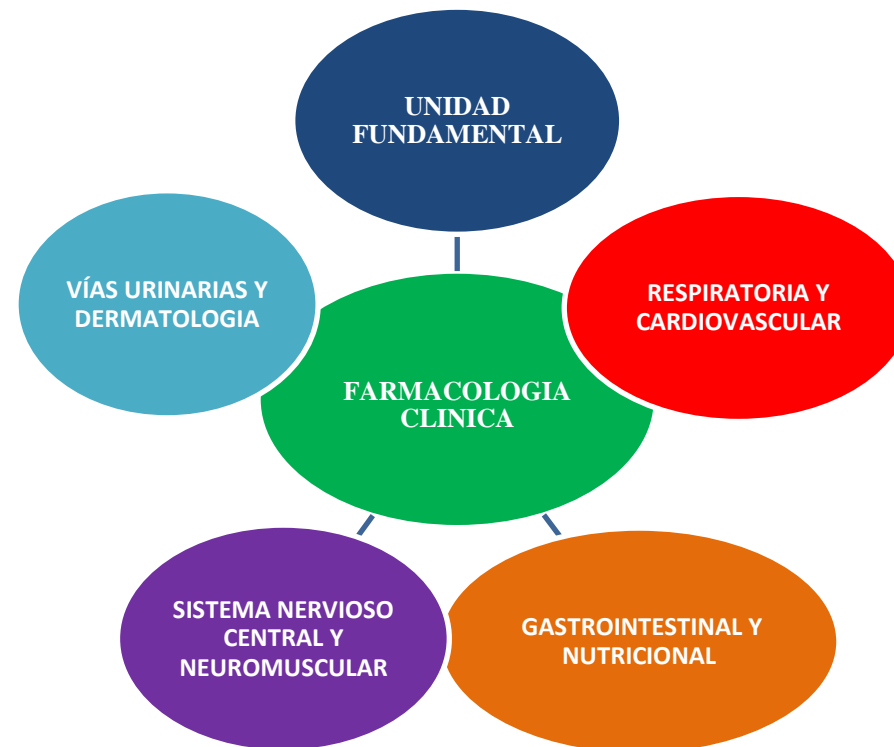 UNIDAD
FUNDAMENTAL
VÍAS URINARIAS Y
DERMATOLOGIA
RESPIRATORIA Y
CARDIOVASCULAR
FARMACOLOGIA
CLINICA
SISTEMA NERVIOSO
CENTRAL Y
NEUROMUSCULAR
GASTROINTESTINAL Y
NUTRICIONAL